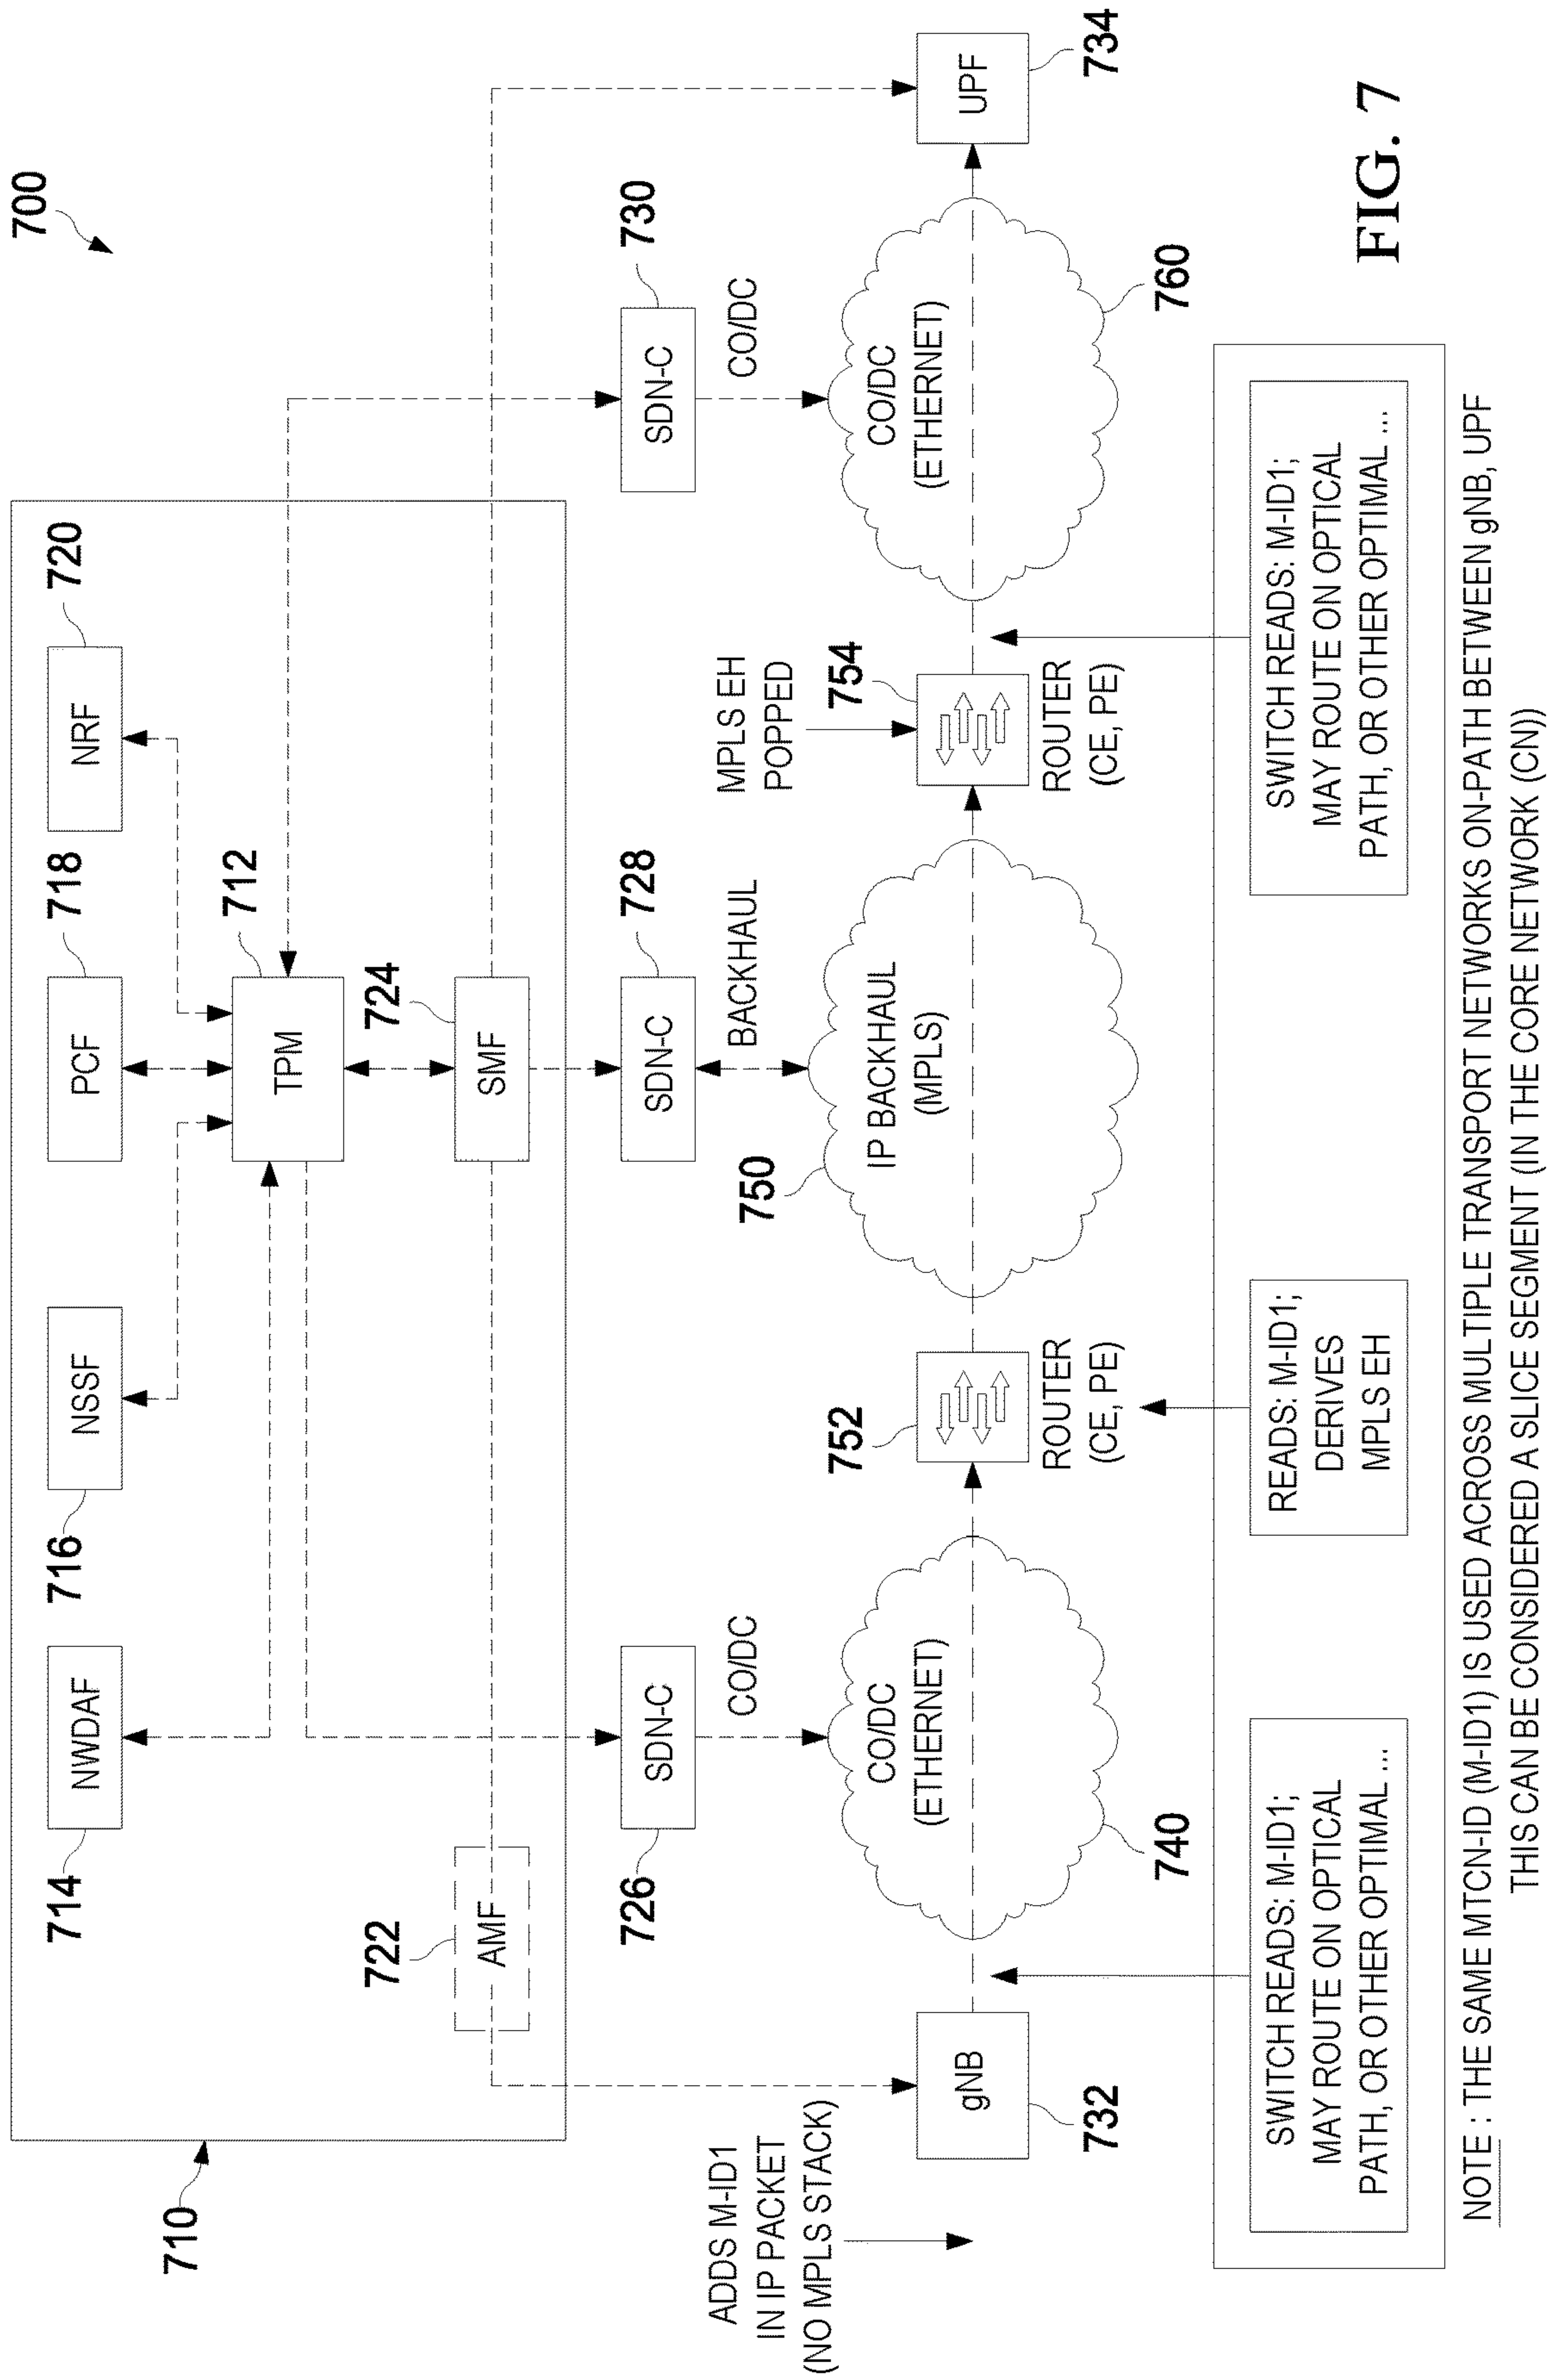 700
710
NWDAF
714
NSSF
716
PCF
718
NRF
720
TPM
712
AMF
722
SMF
724
SDN-C
726
CO/DC
SDN-C
728
BACKHAUL
SDN-C
730
CO/DC
ADDS M-ID1
IN IP PACKET
(NO MPLS STACK)
gNB
732
CO/DC
(ETHERNET)
740
752
ROUTER
(CE, PE)
750
IP BACKHAUL
(MPLS)
MPLS EH
POPPED
754
ROUTER
(CE, PE)
CO/DC
(ETHERNET)
760
UPF
734
SWITCH READS: M-ID1;
MAY ROUTE ON OPTICAL
PATH, OR OTHER OPTIMAL ...
READS: M-ID1;
DERIVES
MPLS EH
SWITCH READS: M-ID1;
MAY ROUTE ON OPTICAL
PATH, OR OTHER OPTIMAL ...
NOTE : THE SAME MTCN-ID (M-ID1) IS USED ACROSS MULTIPLE TRANSPORT NETWORKS ON-PATH BETWEEN gNB, UPF
THIS CAN BE CONSIDERED A SLICE SEGMENT (IN THE CORE NETWORK (CN))
FIG. 7